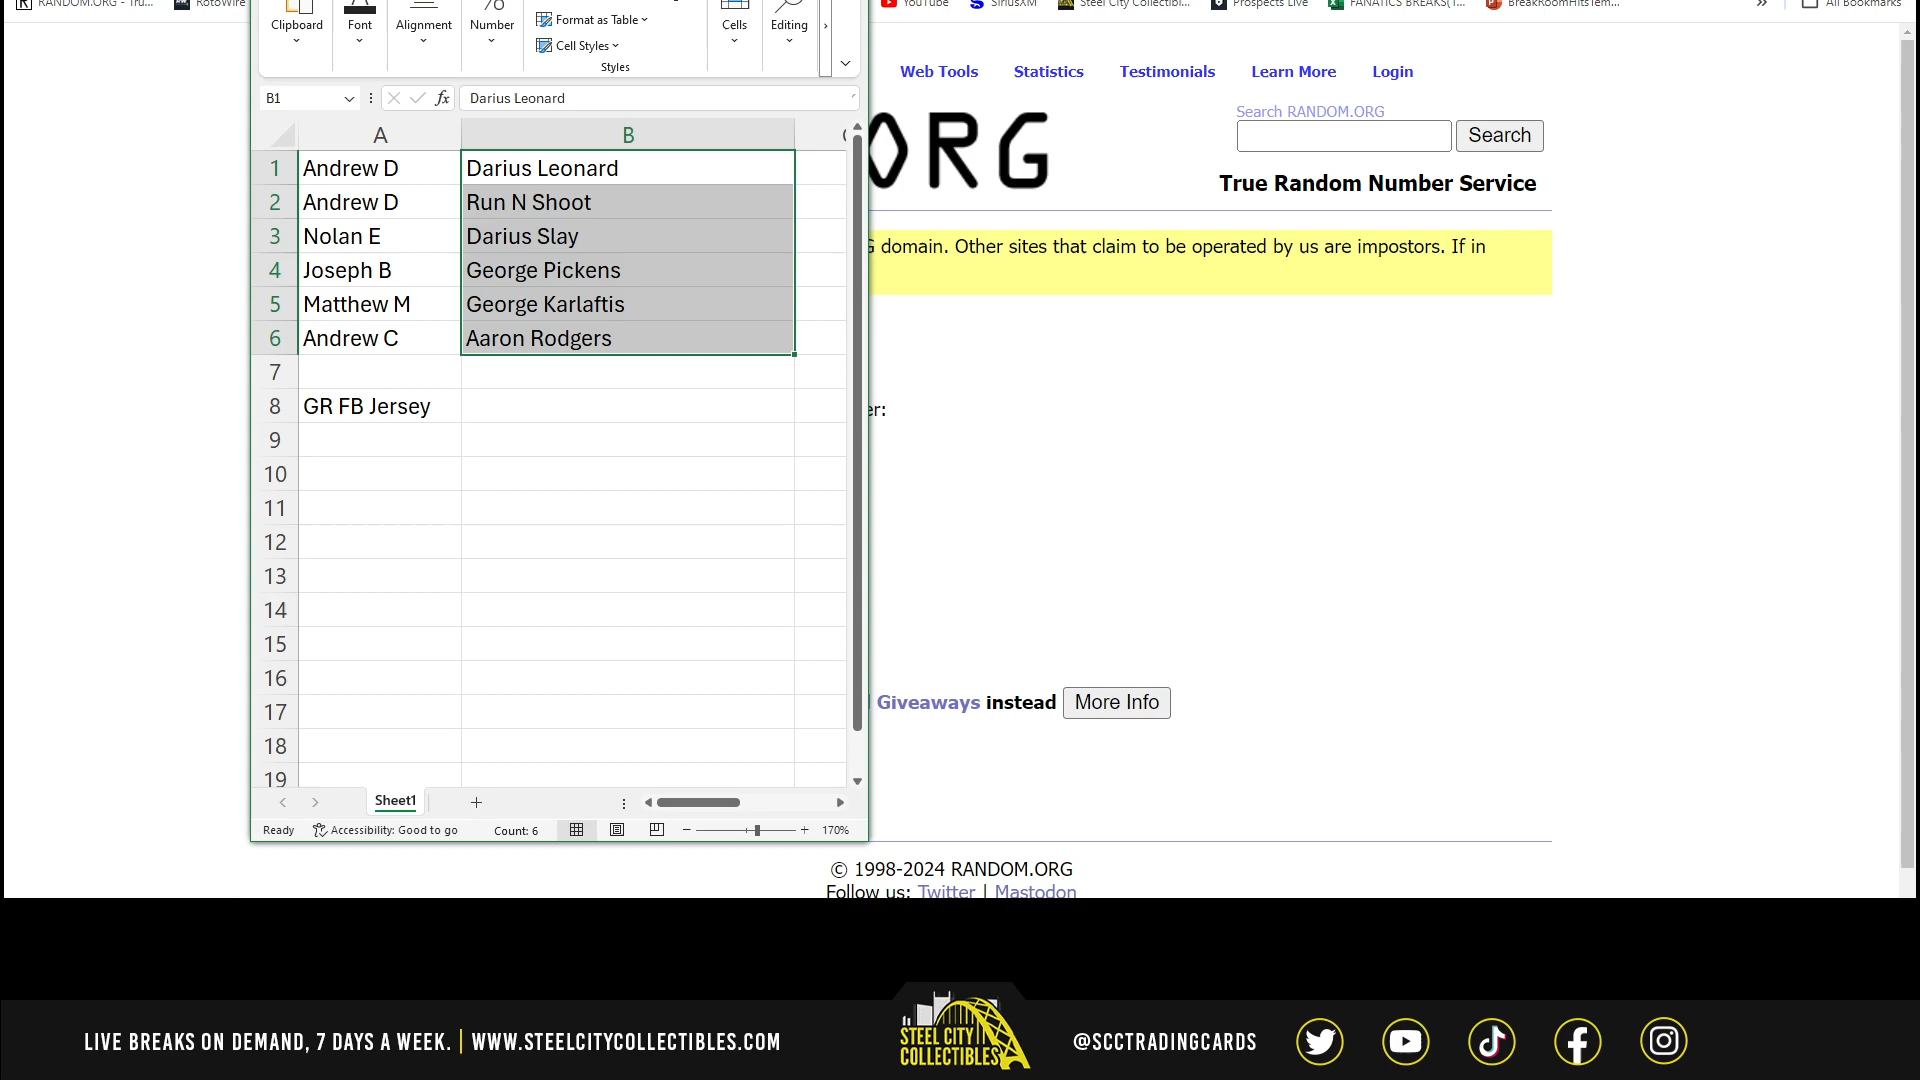 RANDOM.ORG - Tru...
RotoWire
YouTube
SiriusXM
Steel City Collectibl...
Prospects Live
FANATICS BREAKS(T...
BreakRoomHitsTem...
»
All Bookmarks
Clipboard
Font
Alignment
Number
Format as Table
Cell Styles
Styles
Cells
Editing
Web Tools
Statistics
Testimonials
Learn More
Login
B1
fx
Darius Leonard
Search RANDOM.ORG
Search
ORG
True Random Number Service
A
B
1 Andrew D Darius Leonard
2 Andrew D Run N Shoot
3 Nolan E Darius Slay
4 Joseph B George Pickens
5 Matthew M George Karlaftis
6 Andrew C Aaron Rodgers
7
8 GR FB Jersey
9
10
11
12
13
14
15
16
17
18
19
G domain. Other sites that claim to be operated by us are impostors. If in
er:
Giveaways instead
More Info
Sheet1
Ready
Accessibility: Good to go
Count: 6
170%
© 1998-2024 RANDOM.ORG
Follow us: Twitter | Mastodon
LIVE BREAKS ON DEMAND, 7 DAYS A WEEK. | WWW.STEELCITYCOLLECTIBLES.COM
STEEL CITY
COLLECTIBLES
@SCCTRADINGCARDS